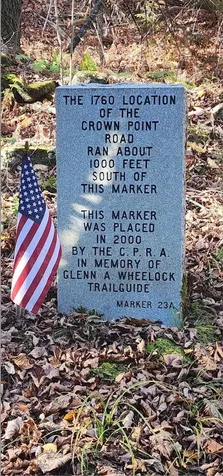 THE 1760 LOCATION
OF THE
CROWN POINT
ROAD
RAN ABOUT
1000 FEET
SOUTH OF
THIS MARKER
THIS MARKER
WAS PLACED
IN 2000
BY THE C.P.R.A.
IN MEMORY OF
GLENN A WHEELOCK
TRAILGUIDE
MARKER 23A